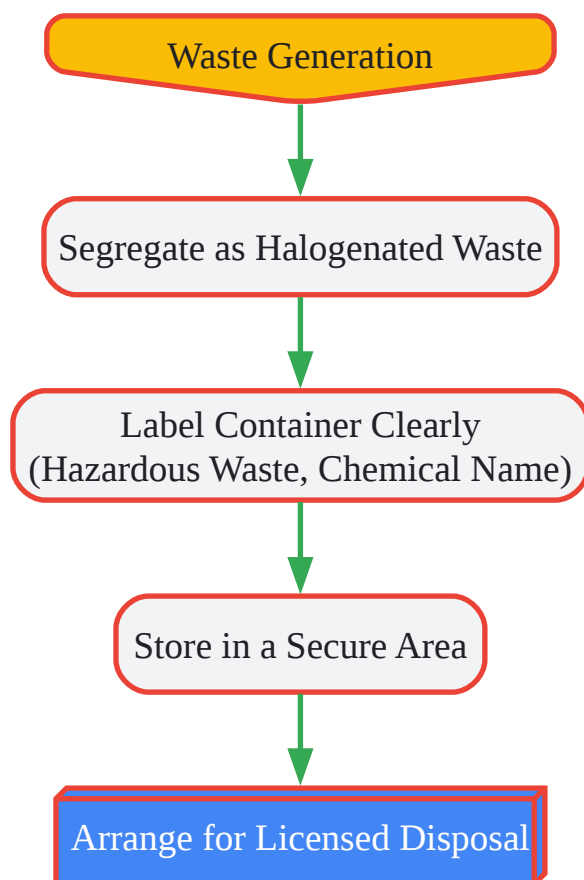 Waste Generation
Segregate as Halogenated Waste
Label Container Clearly
(Hazardous Waste, Chemical Name)
Store in a Secure Area
Arrange for Licensed Disposal